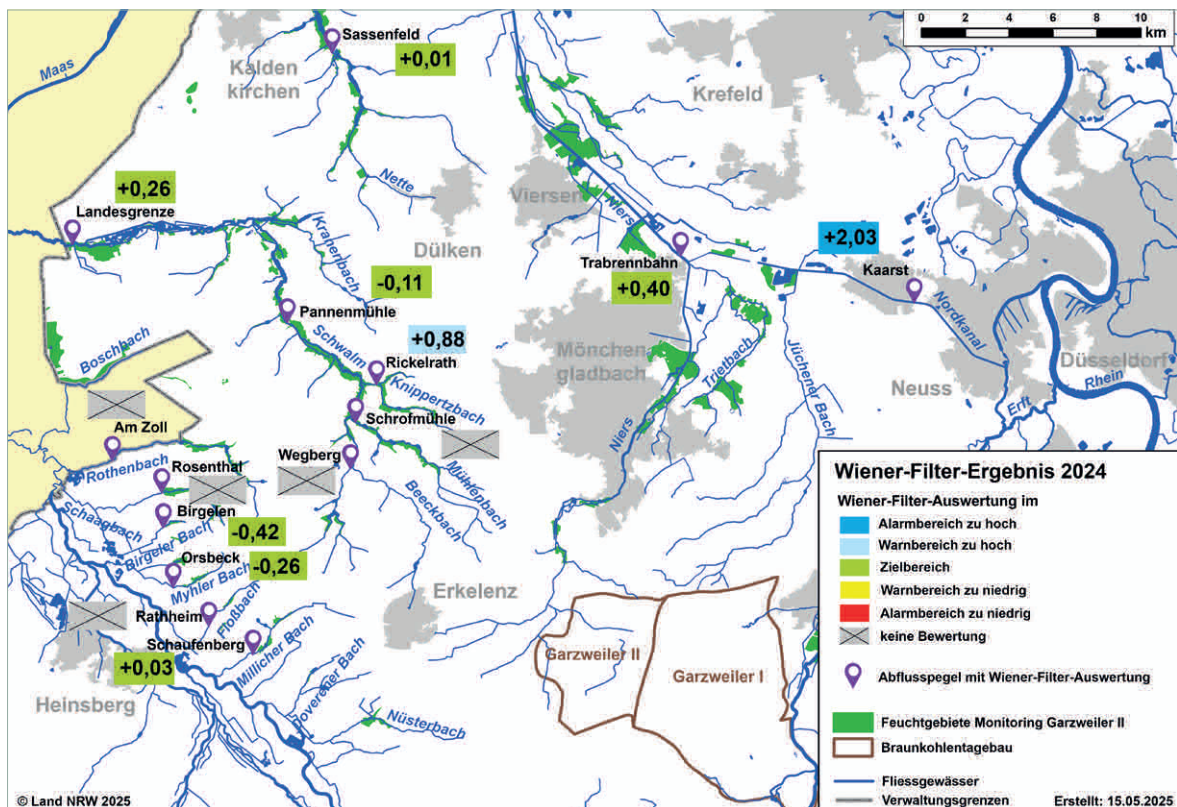 Sassenfeld
+0,01
Maas
Kalden
kirchen
Krefeld
0 2 4 6 8 10
km
Nette
Viersen
Niers
+0,26
Landesgrenze
Kranenbach
Dülken
Trabrennbahn
+2,03
Kaarst
-0,11
+0,40
Pannenmühle
Nordkanal
Boschbach
Schwalm
+0,88
Rickelrath
Knippertzbach
Mönchen
gladbach
Trietbach
Jüchener Bach
Düsseldorf
Neuss
Rhein
Erft
Schrofmühle
Niers
Am Zoll
Wegberg
Mühlenbach
Beeckbach
Rothenbach
Rosenthal
Schaagbach
Birgelen
-0,42
Birgeler Bach
Orsbeck
-0,26
Myhler Bach
Rathheim
Floßbach
Erkelenz
Schaufenberg
+0,03
Millicher Bach
Heinsberg
Doverener Bach
Nüsterbach
Garzweiler II
Garzweiler I
Wiener-Filter-Ergebnis 2024
Wiener-Filter-Auswertung im
Alarmbereich zu hoch
Warnbereich zu hoch
Zielbereich
Warnbereich zu niedrig
Alarmbereich zu niedrig
keine Bewertung
Abflusspegel mit Wiener-Filter-Auswertung
Feuchtgebiete Monitoring Garzweiler II
Braunkohlentagebau
Fliessgewässer
Verwaltungsgrenzen
Erstellt: 15.05.2025
© Land NRW 2025